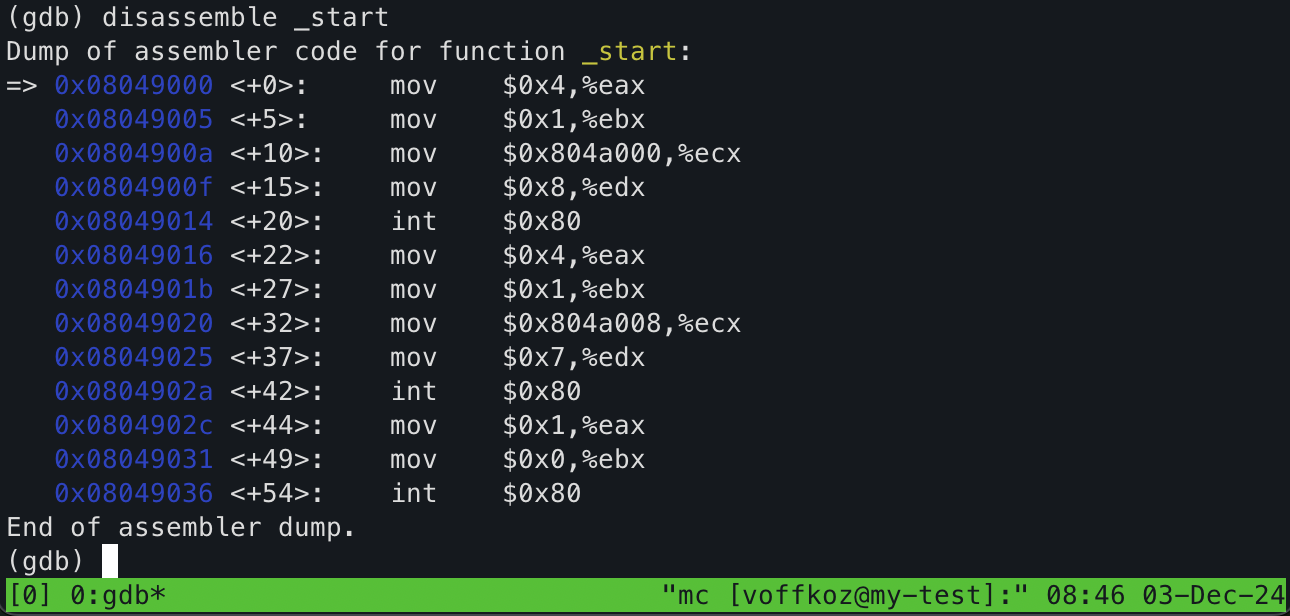 (gdb) disassemble _start
Dump of assembler code for function _start:
=> 0x08049000 <+0>:     mov    $0x4,%eax
   0x08049005 <+5>:     mov    $0x1,%ebx
   0x0804900a <+10>:    mov    $0x804a000,%ecx
   0x0804900f <+15>:    mov    $0x8,%edx
   0x08049014 <+20>:    int    $0x80
   0x08049016 <+22>:    mov    $0x4,%eax
   0x0804901b <+27>:    mov    $0x1,%ebx
   0x08049020 <+32>:    mov    $0x804a008,%ecx
   0x08049025 <+37>:    mov    $0x7,%edx
   0x0804902a <+42>:    int    $0x80
   0x0804902c <+44>:    mov    $0x1,%eax
   0x08049031 <+49>:    mov    $0x0,%ebx
   0x08049036 <+54>:    int    $0x80
End of assembler dump.
(gdb)
[0] 0:gdb* "mc [voffkoz@my-test]:" 08:46 03-Dec-24